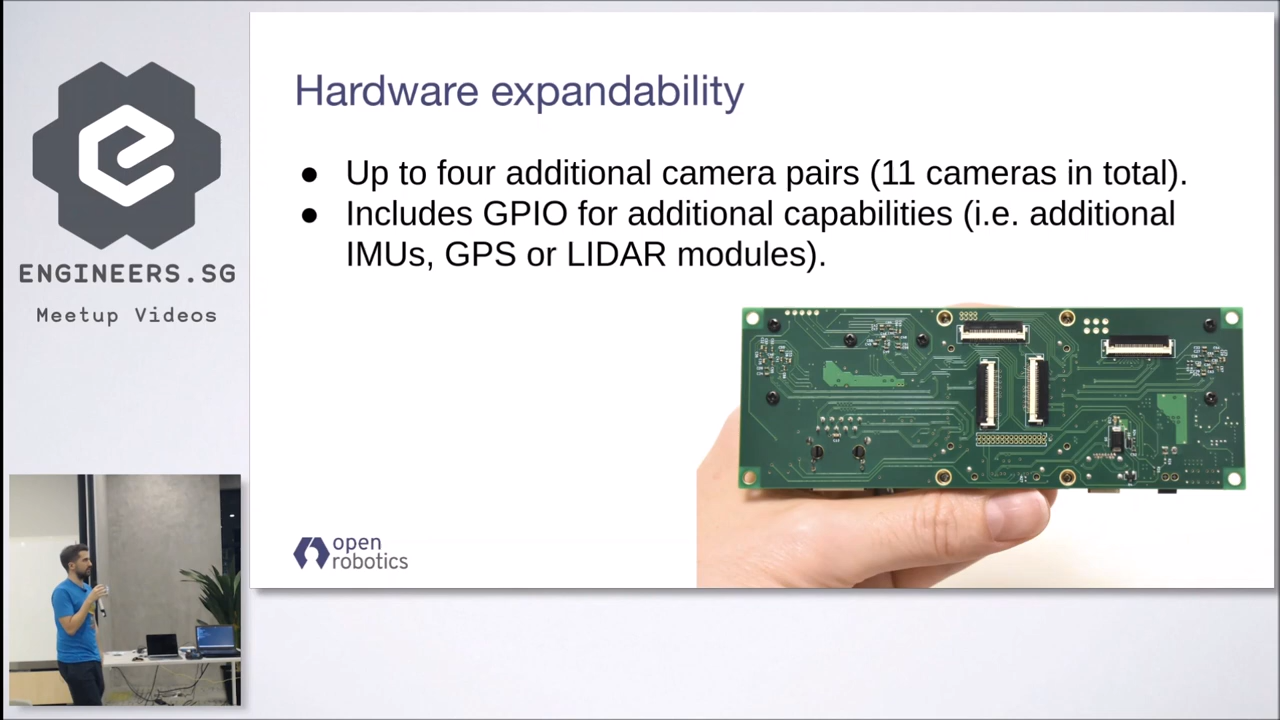 ENGINEERS.SG
Meetup Videos
Hardware expandability
● Up to four additional camera pairs (11 cameras in total).
● Includes GPIO for additional capabilities (i.e. additional
IMUs, GPS or LIDAR modules).
open
robotics